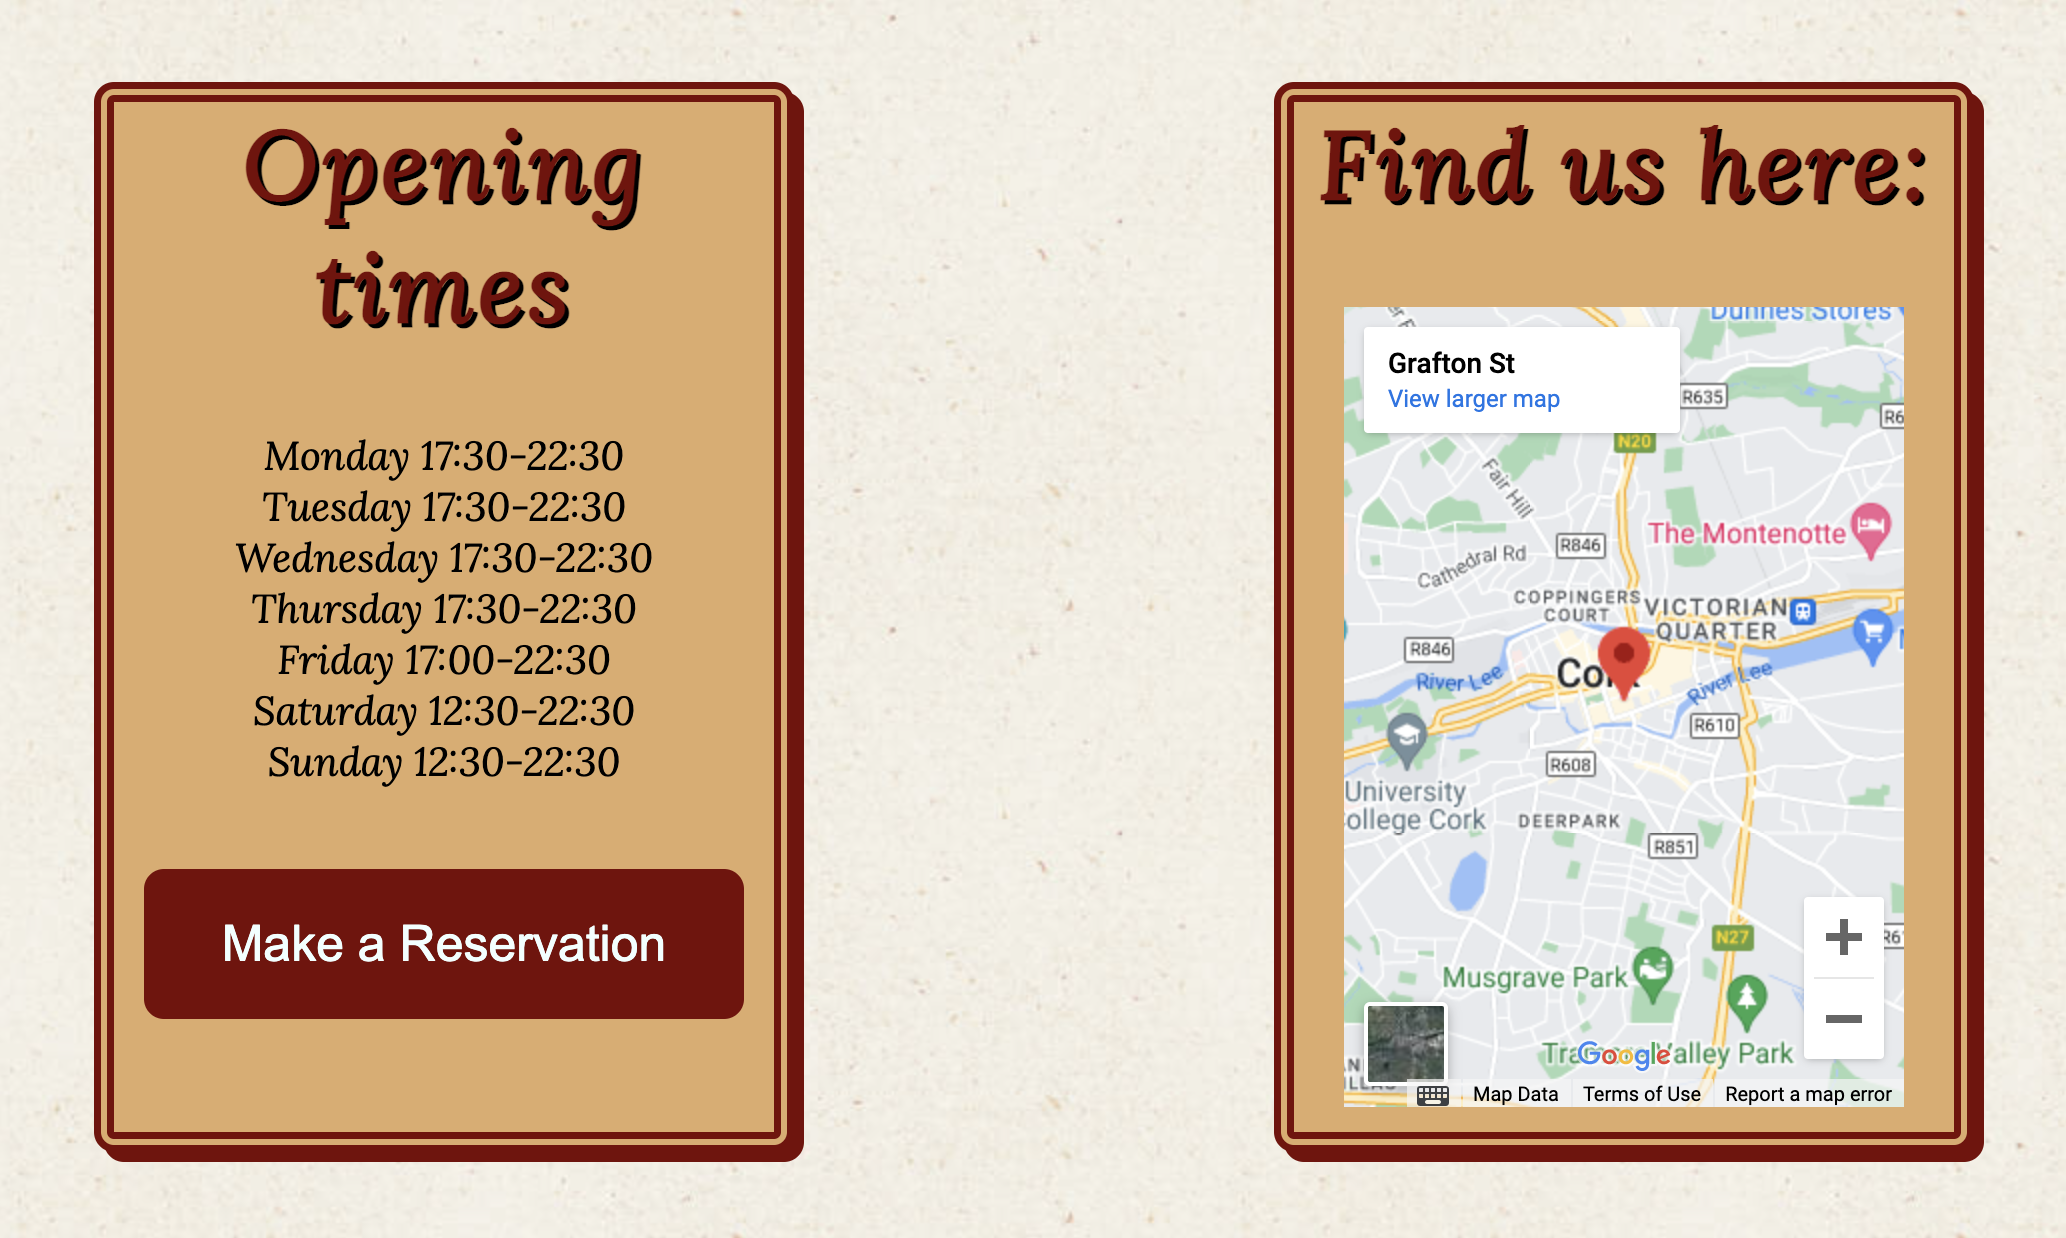 Opening
times
Monday 17:30-22:30
Tuesday 17:30-22:30
Wednesday 17:30-22:30
Thursday 17:30-22:30
Friday 17:00-22:30
Saturday 12:30-22:30
Sunday 12:30-22:30
Make a Reservation
Find us here:
Dunnes Stores
Grafton St
View larger map
R635
N20
Fair Hill
The Montenotte
R846
Cathedral Rd
COPPINGERS
COURT
VICTORIAN
QUARTER
R846
Cork
River Lee
River Lee
R610
R608
University
ollege Cork
DEERPARK
R851
N27
Musgrave Park
Google
alley Park
Map Data
Terms of Use
Report a map error